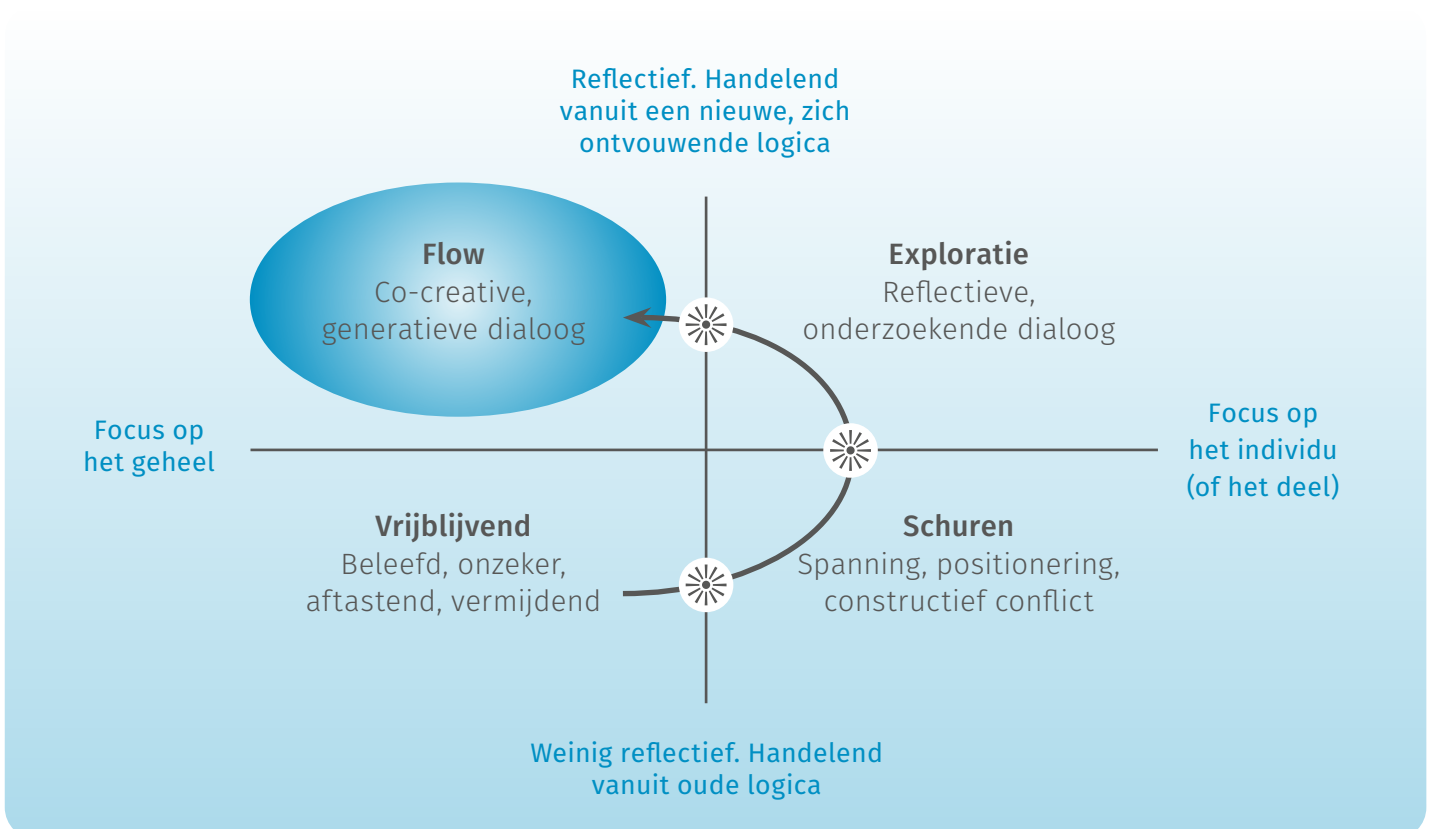 Reflectief. Handelend
vanuit een nieuwe, zich
ontvouwende logica
Flow
Co-creative,
generatieve dialoog
Exploratie
Reflectieve,
onderzoekende dialoog
Focus op
het geheel
Focus op
het individu
(of het deel)
Vrijblijvend
Beleefd, onzeker,
aftastend, vermijdend
Schuren
Spanning, positionering,
constructief conflict
Weinig reflectief. Handelend
vanuit oude logica